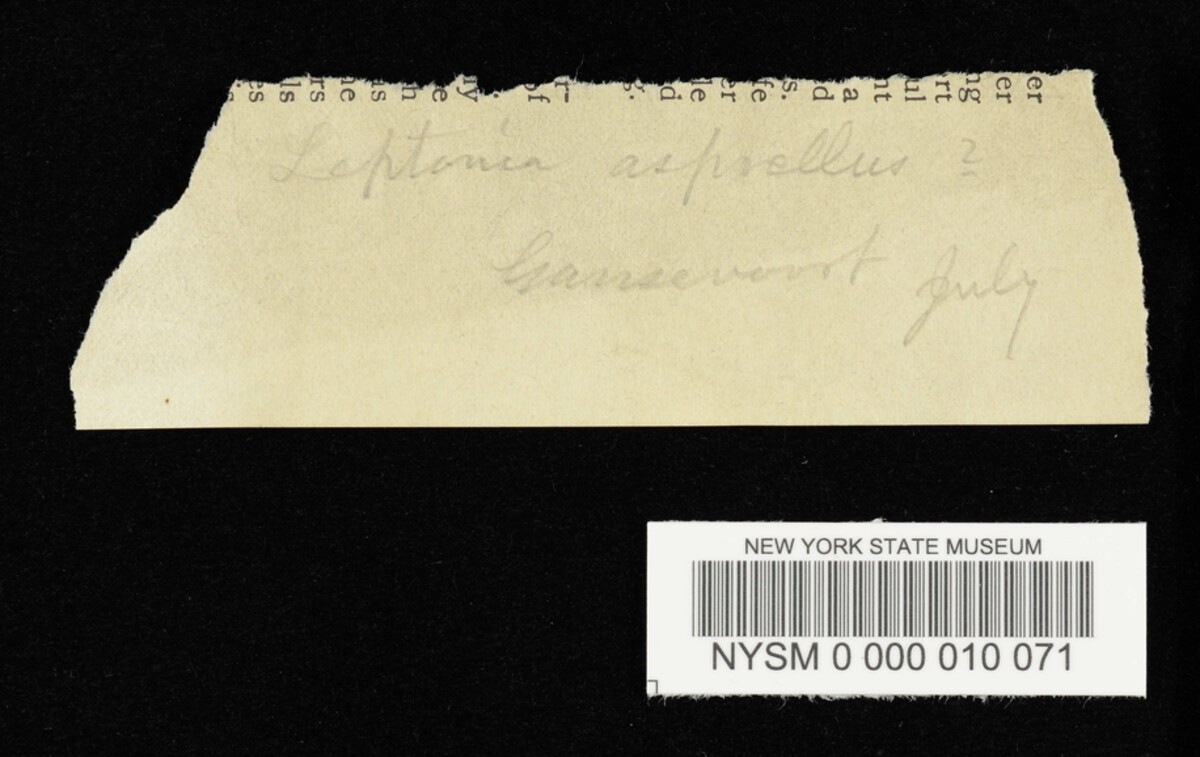 Leptonia asprellus ?
Gansevoort July
NEW YORK STATE MUSEUM
NYSM 0 000 010 071